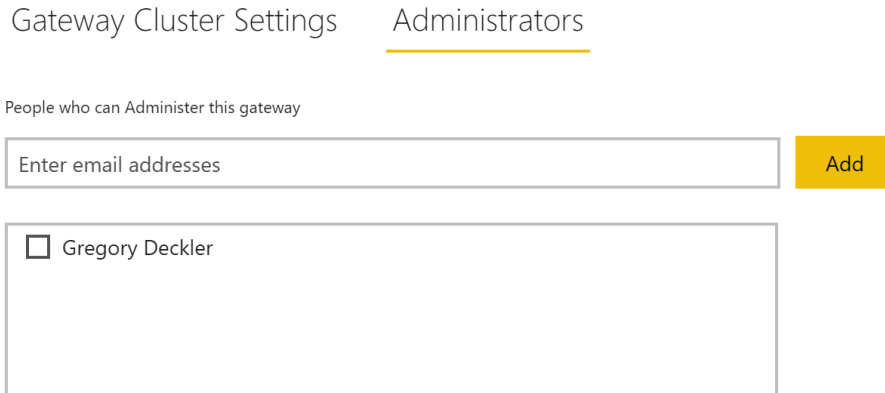 Gateway Cluster Settings Administrators
People who can Administer this gateway
Enter email addresses Add
Gregory Deckler